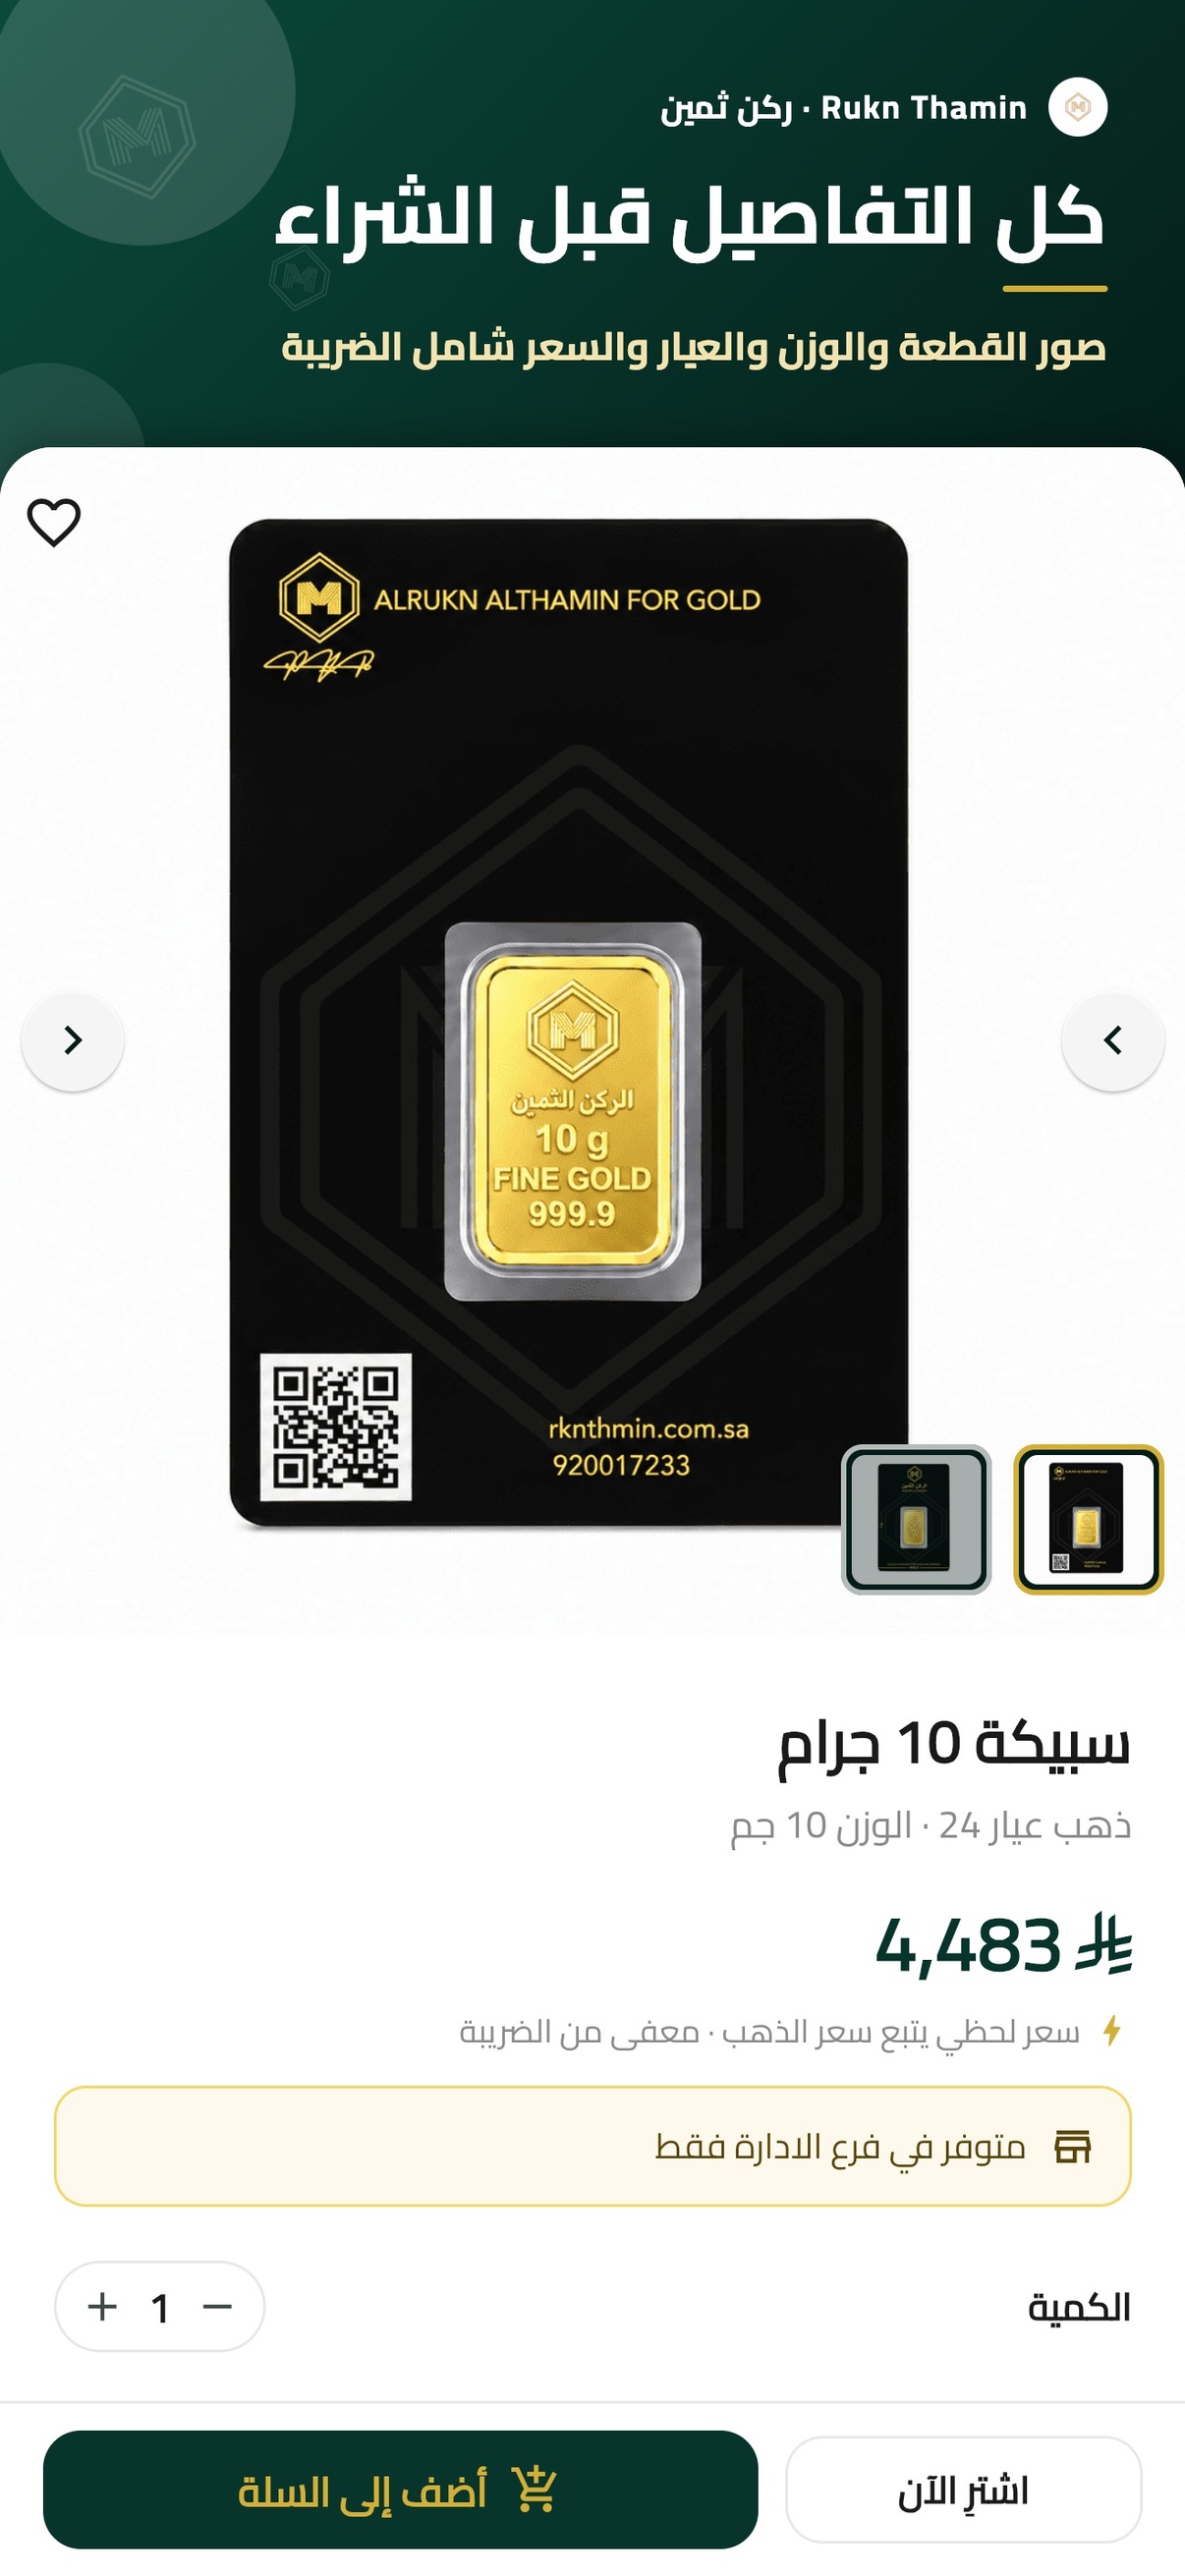 ركن ثمين · Rukn Thamin
كل التفاصيل قبل الشراء
صور القطعة والوزن والعيار والسعر شامل الضريبة
ALRUKN ALTHAMIN FOR GOLD
الركن الثمين
10 g
FINE GOLD
999.9
rknthmin.com.sa
920017233
سبيكة 10 جرام
ذهب عيار 24 · الوزن 10 جم
4,483
سعر لحظي يتبع سعر الذهب · معفى من الضريبة
متوفر في فرع الادارة فقط
الكمية
1
اشترِ الآن
أضف إلى السلة